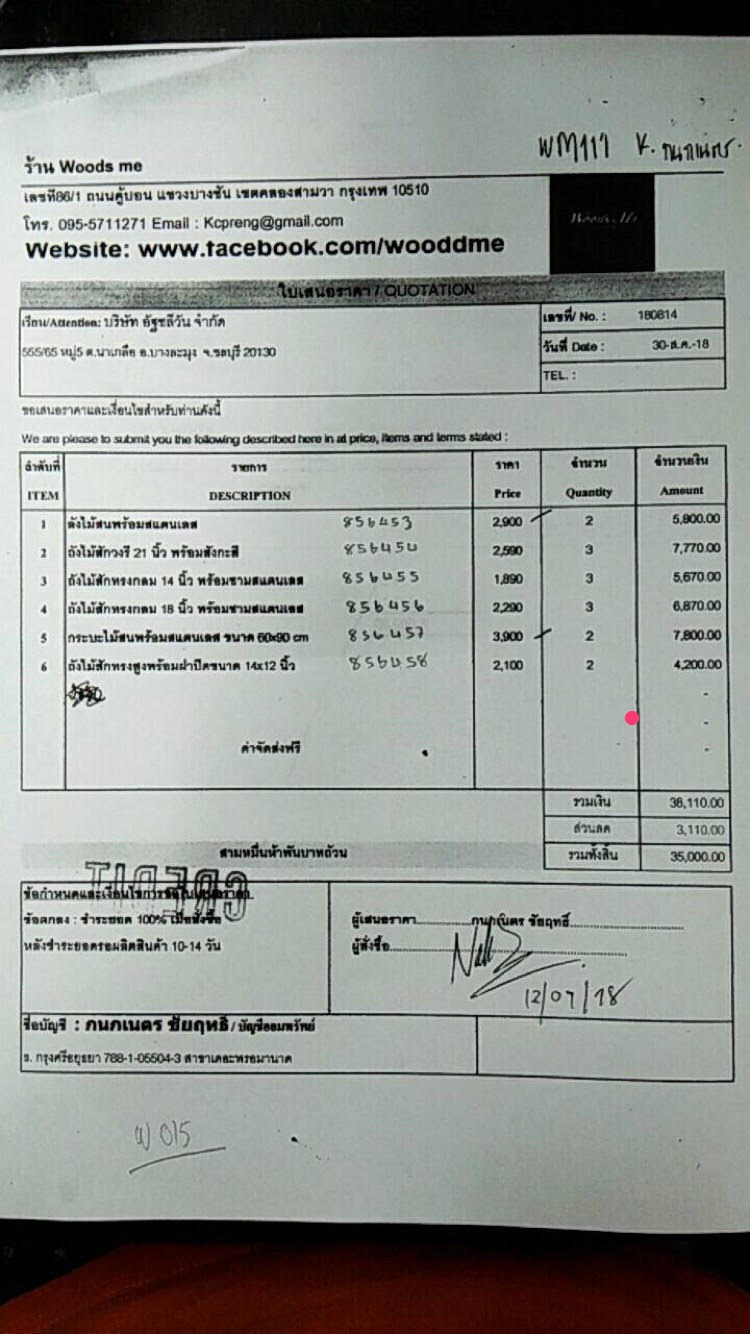 WM117 K. กนกเนตร
ร้าน Woods me
เลขที่86/1 ถนนคู้บอน แขวงบางชัน เขตคลองสามวา กรุงเทพ 10510
โทร. 095-5711271 Email : Kcpreng@gmail.com
Website: www.facebook.com/wooddme
Woods Me
ใบเสนอราคา / QUOTATION
เรียน/Attention: บริษัท อัฐชลีวัน จำกัด
555/65 หมู่5 ต.นาเกลือ อ.บางละมุง จ.ชลบุรี 20130
เลขที่/ No. : 180814
วันที่ Date : 30-ส.ค.-18
TEL. :
ขอเสนอราคาและเงื่อนไขสำหรับท่านดังนี้
We are please to submit you the following described here in at price, items and terms stated :
ลำดับที่ รายการ ราคา จำนวน จำนวนเงิน
ITEM DESCRIPTION Price Quantity Amount
1 ลังไม้สนพร้อมสแตนเลส 856453 2,900 2 5,800.00
2 ถังไม้สักวงรี 21 นิ้ว พร้อมสังกะสี 856454 2,590 3 7,770.00
3 ถังไม้สักทรงกลม 14 นิ้ว พร้อมชามสแตนเลส 856455 1,890 3 5,670.00
4 ถังไม้สักทรงกลม 18 นิ้ว พร้อมชามสแตนเลส 856456 2,290 3 6,870.00
5 กระบะไม้สนพร้อมสแตนเลส ขนาด 60x90 cm 856457 3,900 2 7,800.00
6 ถังไม้สักทรงสูงพร้อมฝาปิดขนาด 14x12 นิ้ว 856458 2,100 2 4,200.00
-
-
ค่าจัดส่งฟรี -
รวมเงิน 38,110.00
ส่วนลด 3,110.00
สามหมื่นห้าพันบาทถ้วน รวมทั้งสิ้น 35,000.00
CREDIT
ข้อกำหนดและเงื่อนไขการ
ข้อตกลง : ชำระยอด 100% เมื่อสั่งซื้อ
หลังชำระยอดรอผลิตสินค้า 10-14 วัน
ผู้เสนอราคา กนกเนตร ชัยฤทธิ์
ผู้สั่งซื้อ
ชื่อบัญชี : กนกเนตร ชัยฤทธิ์ / บัญชีออมทรัพย์
ธ. กรุงศรีอยุธยา 788-1-05504-3 สาขาเดอะพรอมานาด